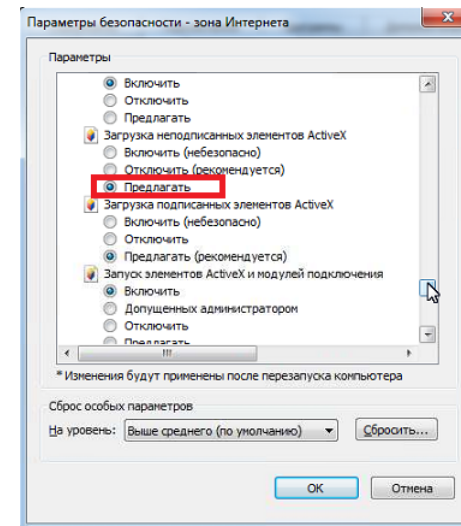 Параметры безопасности - зона Интернета
Параметры
Включить
Отключить
Предлагать
Загрузка неподписанных элементов ActiveX
Включить (небезопасно)
Отключить (рекомендуется)
Предлагать
Загрузка подписанных элементов ActiveX
Включить (небезопасно)
Отключить
Предлагать (рекомендуется)
Запуск элементов ActiveX и модулей подключения
Включить
Допущенных администратором
Отключить
Предлагать
* Изменения будут применены после перезапуска компьютера
Сброс особых параметров
На уровень: Выше среднего (по умолчанию) Сбросить...
ОК Отмена